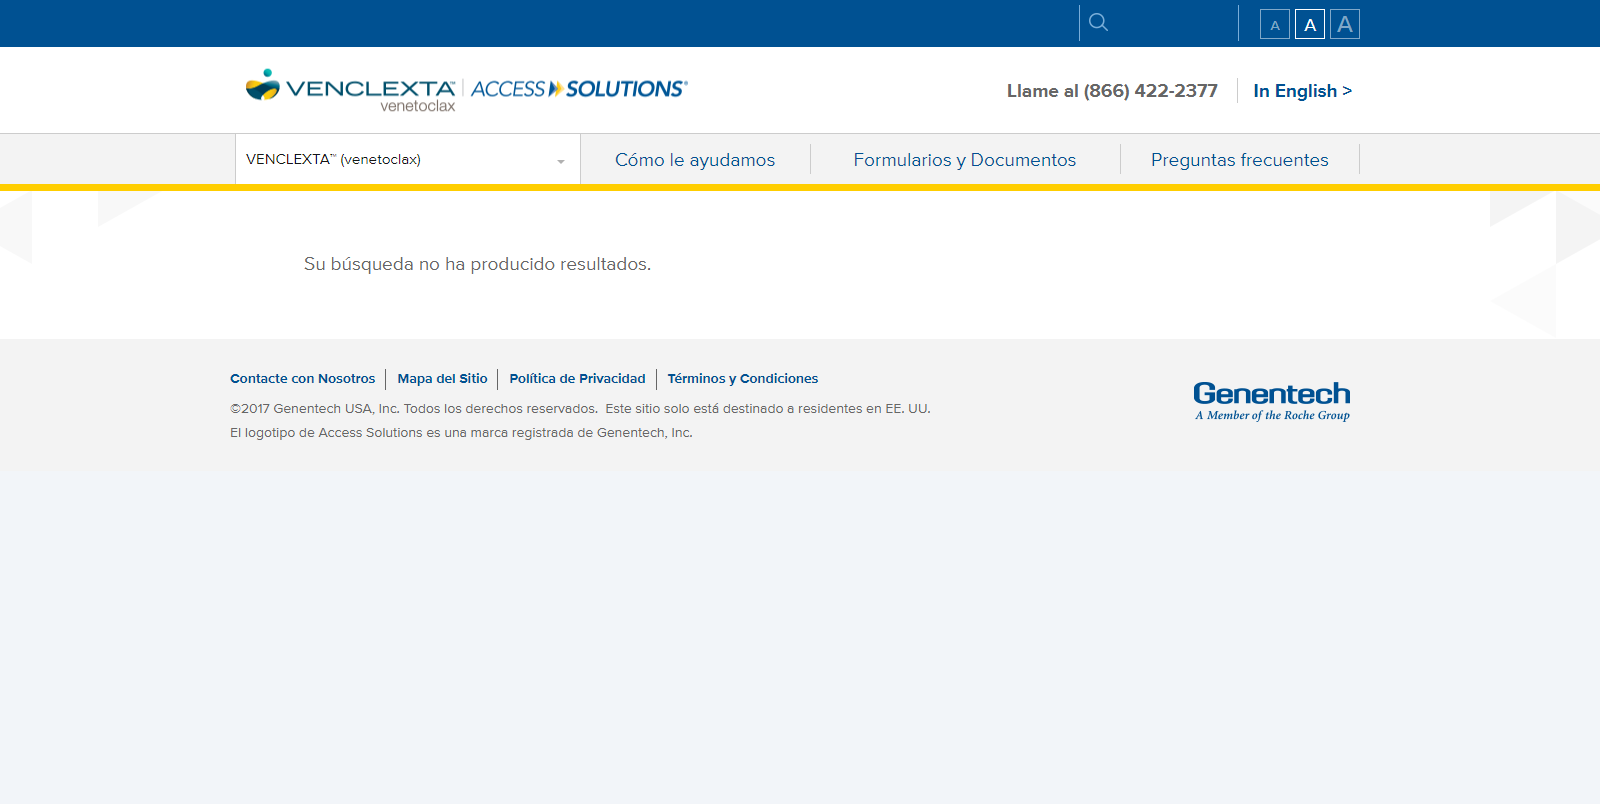 A A A
VENCLEXTA™ | ACCESS SOLUTIONS®
venetoclax
Llame al (866) 422-2377
In English >
VENCLEXTA™ (venetoclax)
Cómo le ayudamos
Formularios y Documentos
Preguntas frecuentes
Su búsqueda no ha producido resultados.
Contacte con Nosotros
Mapa del Sitio
Política de Privacidad
Términos y Condiciones
©2017 Genentech USA, Inc. Todos los derechos reservados.  Este sitio solo está destinado a residentes en EE. UU.
El logotipo de Access Solutions es una marca registrada de Genentech, Inc.
Genentech
A Member of the Roche Group